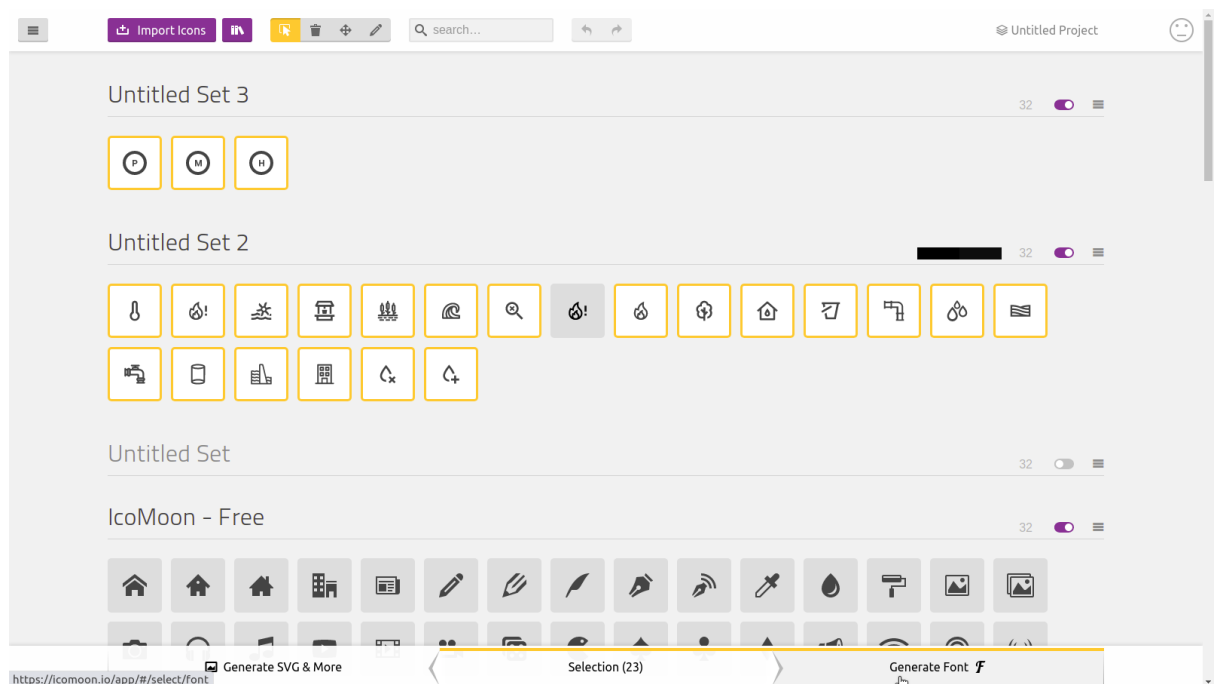 Import Icons
search...
Untitled Project
Untitled Set 3
32
P
M
H
Untitled Set 2
32
Untitled Set
32
IcoMoon - Free
32
Generate SVG & More
Selection (23)
Generate Font F
https://icomoon.io/app/#/select/font